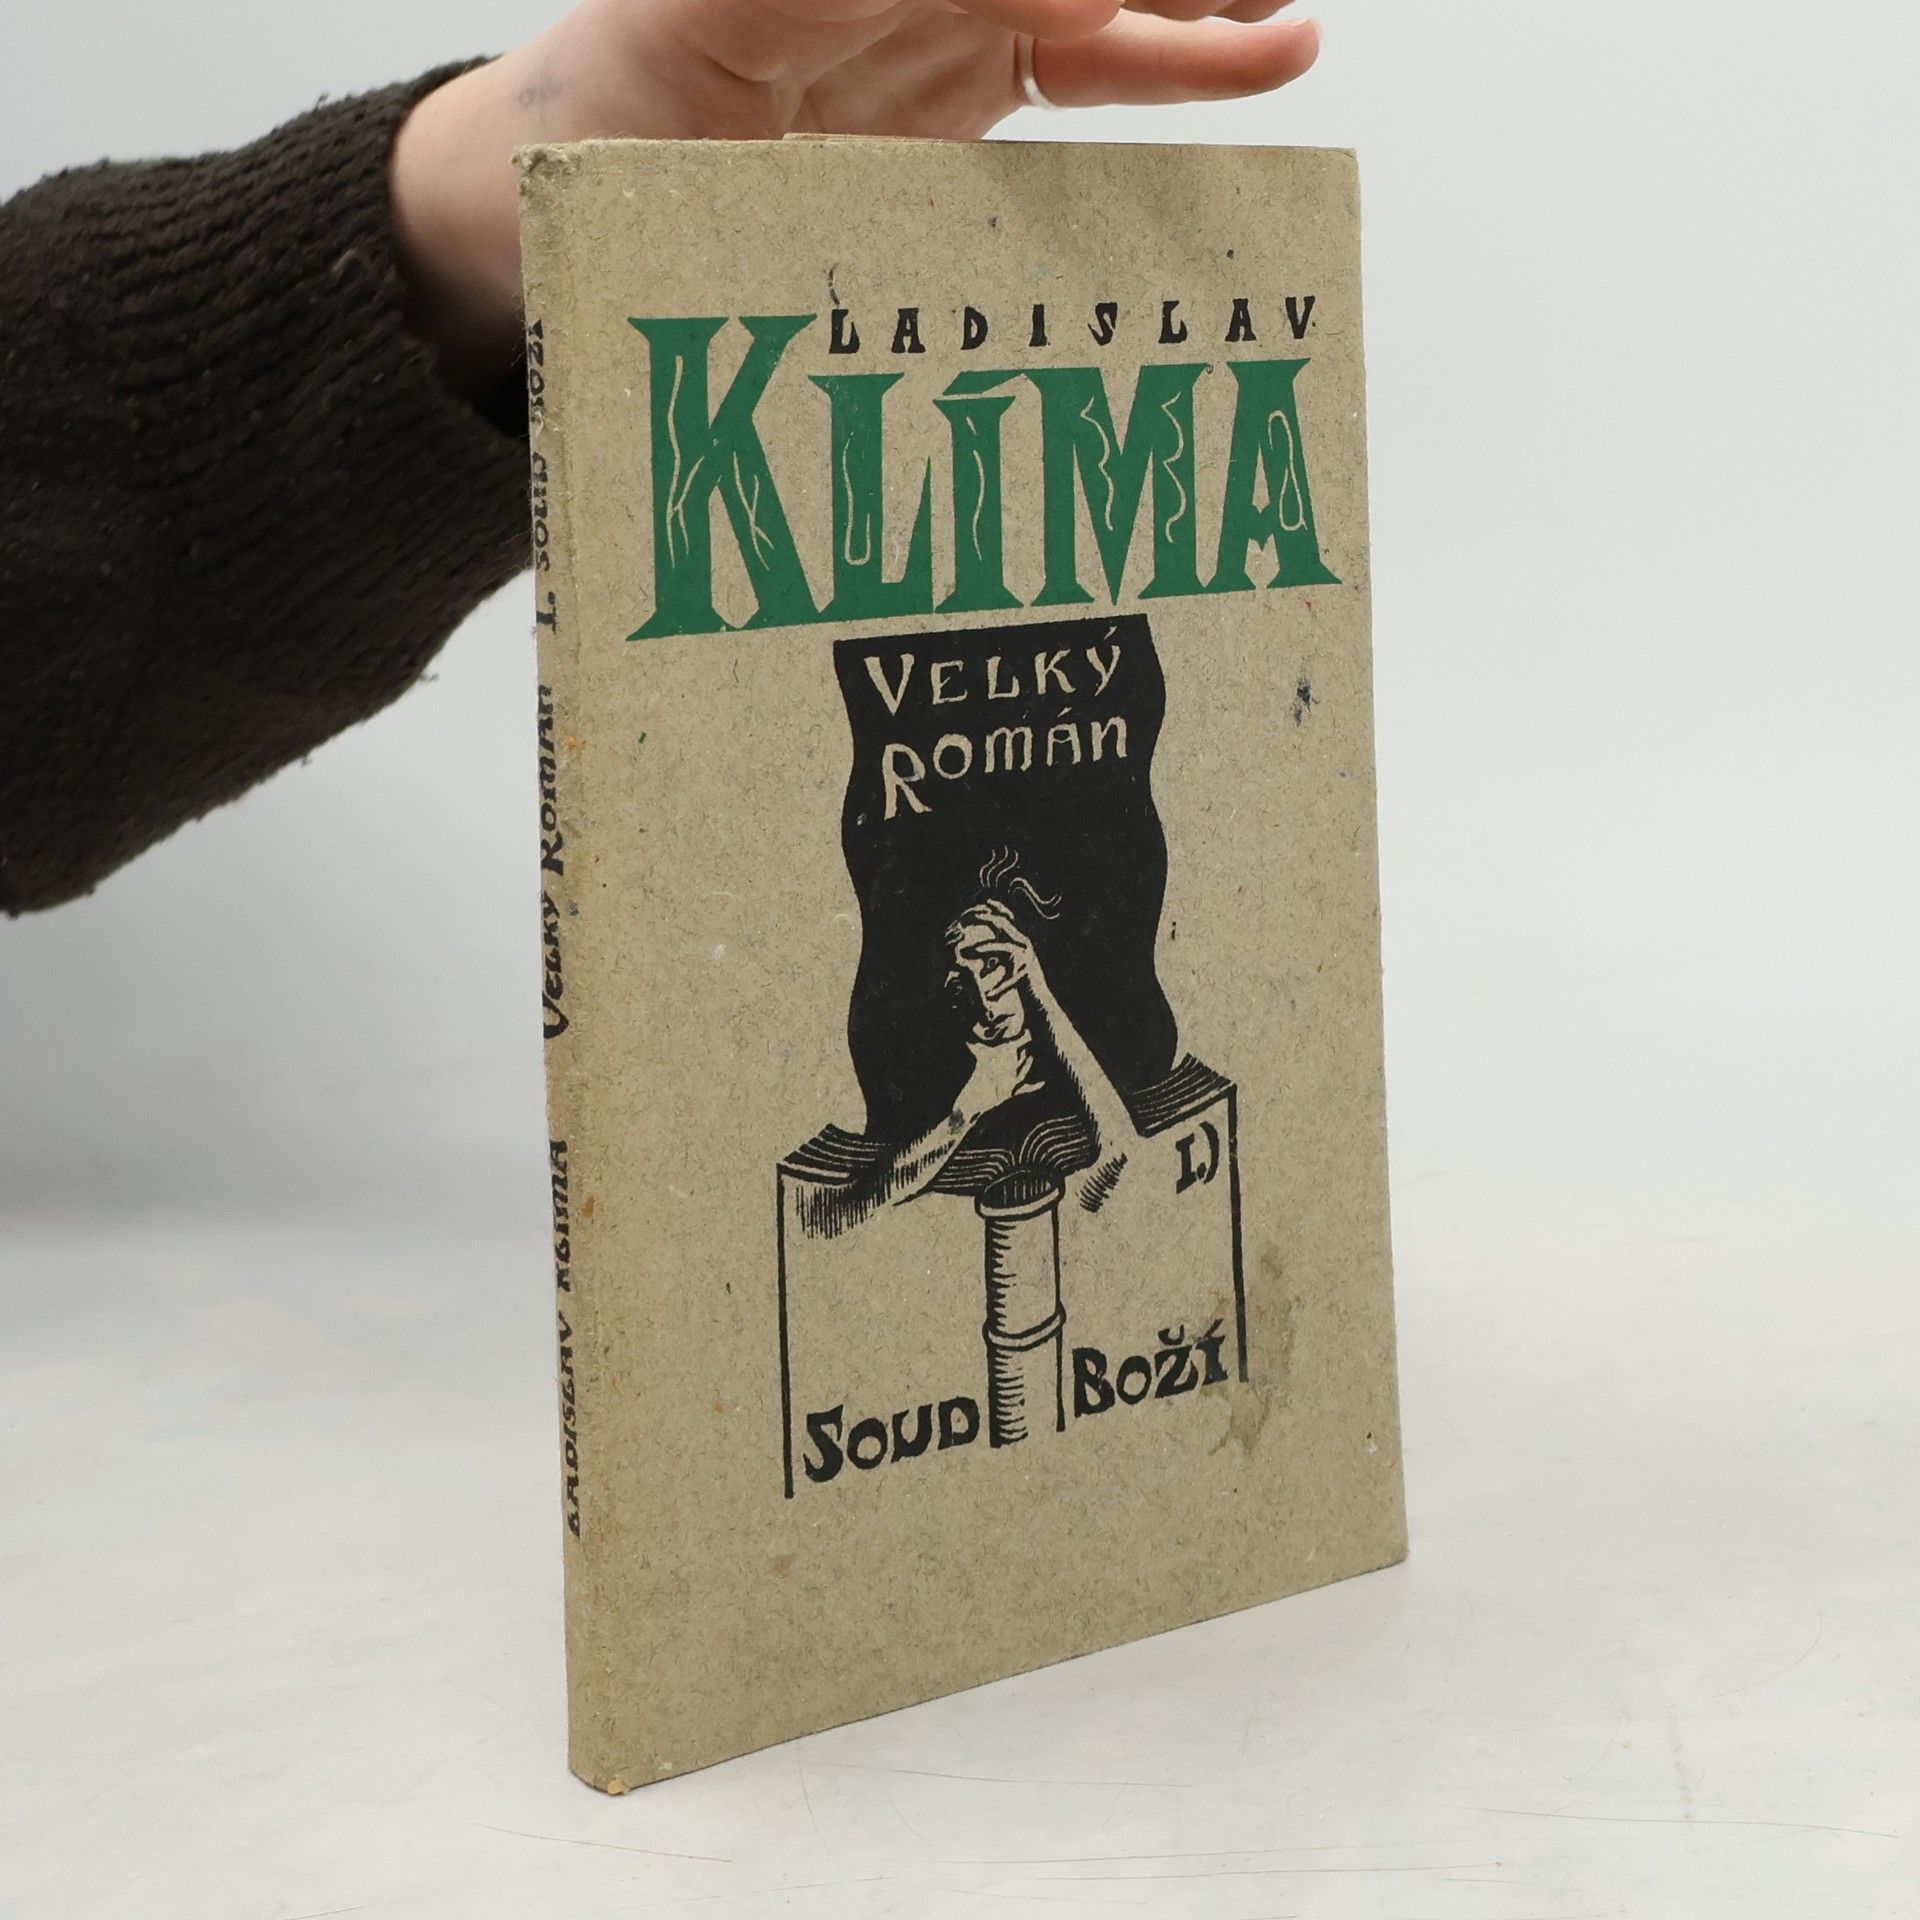 LADISLAV
KLÍMA
VELKÝ
ROMÁN
I.)
SOUD BOŽÍ
LADISLAV KLÍMA VELKÝ ROMÁN I. SOUD BOŽÍ